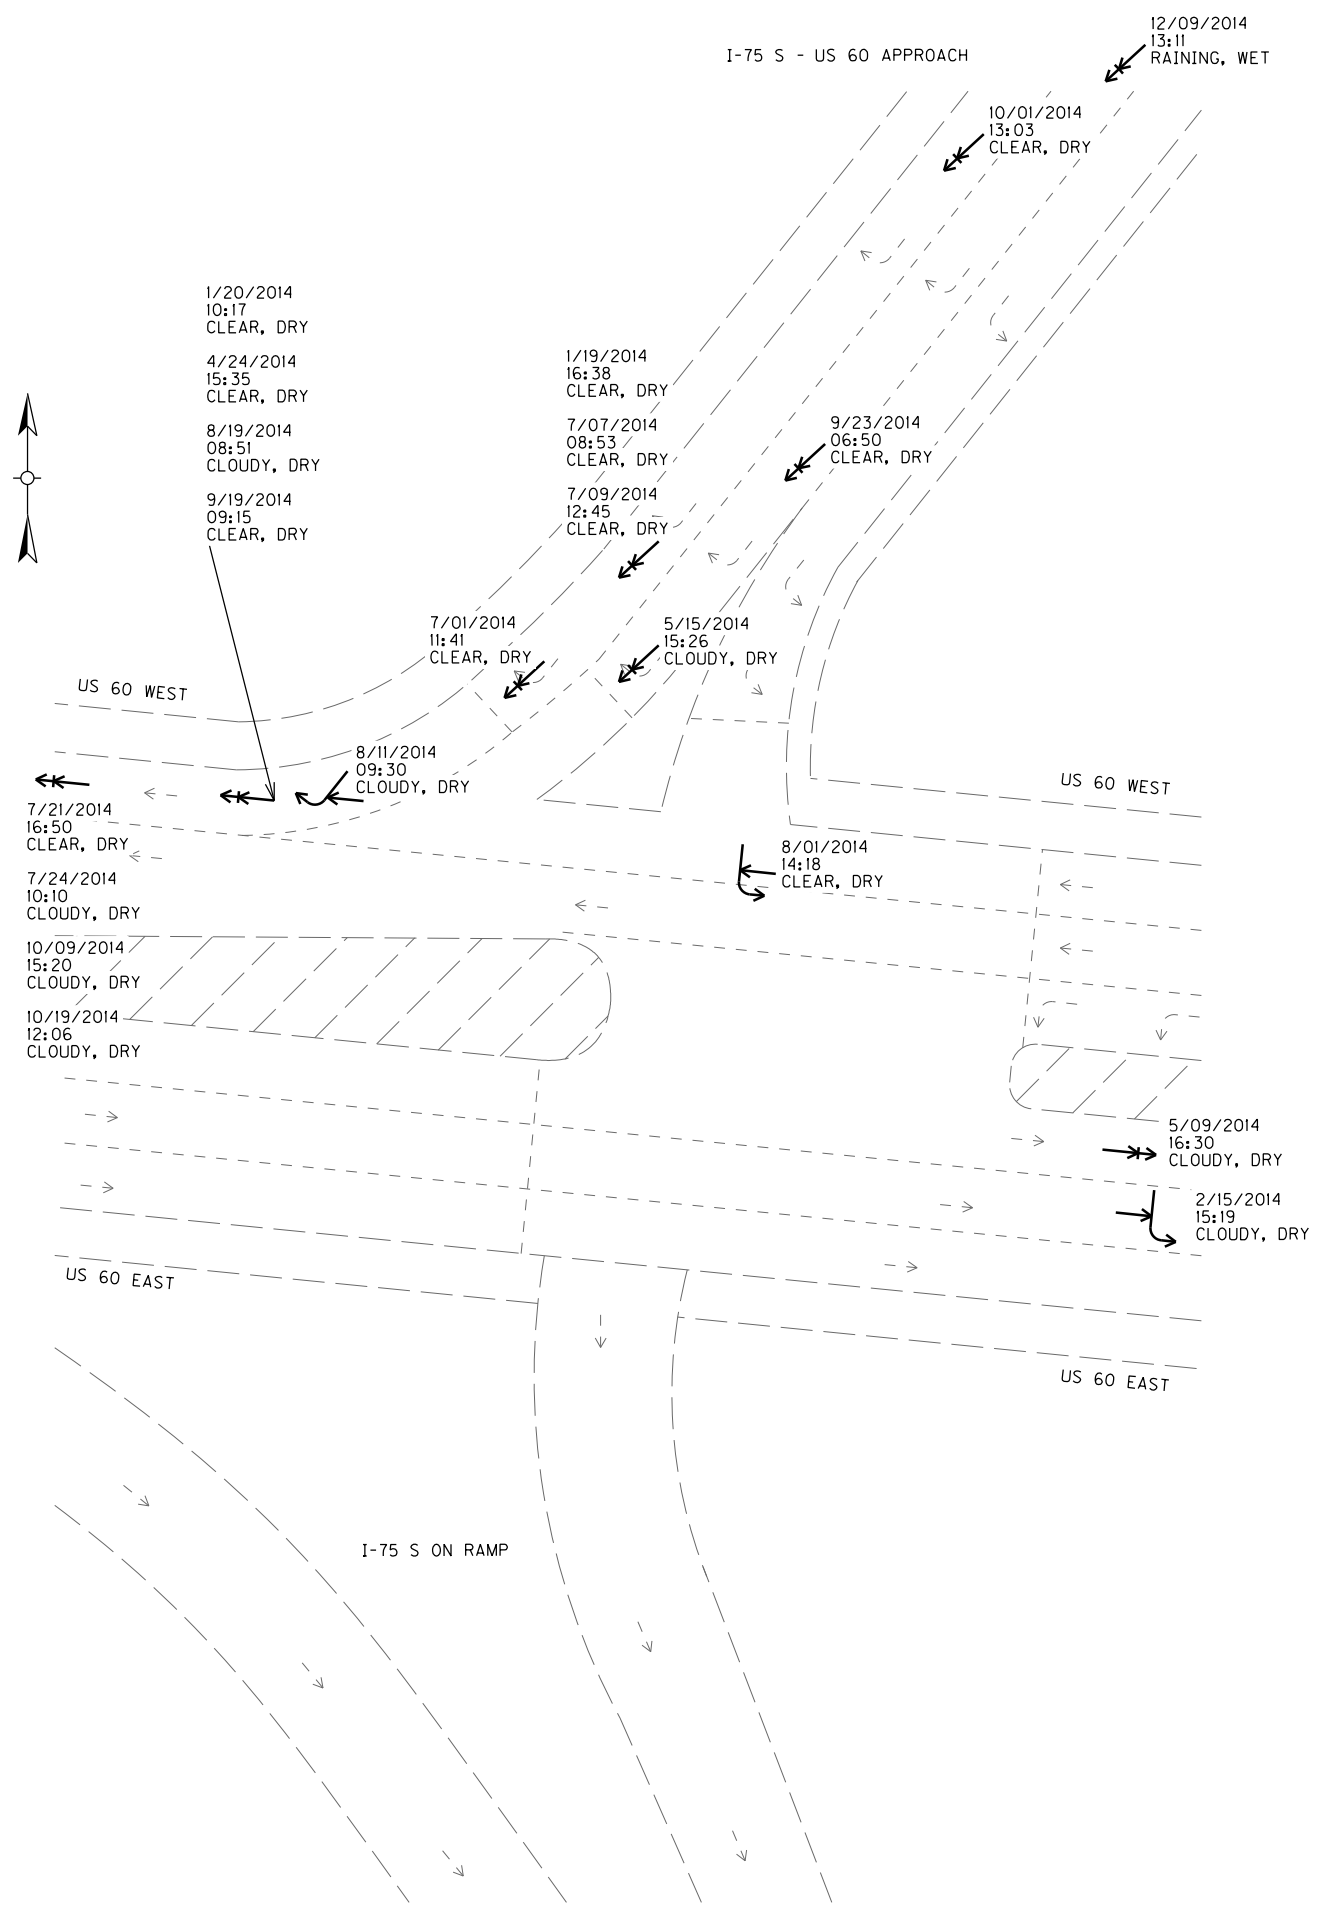 12/09/2014
13:11
RAINING, WET
I-75 S - US 60 APPROACH
10/01/2014
13:03
CLEAR, DRY
1/20/2014
10:17
CLEAR, DRY
4/24/2014
15:35
CLEAR, DRY
8/19/2014
08:51
CLOUDY, DRY
9/19/2014
09:15
CLEAR, DRY
1/19/2014
16:38
CLEAR, DRY
7/07/2014
08:53
CLEAR, DRY
7/09/2014
12:45
CLEAR, DRY
9/23/2014
06:50
CLEAR, DRY
7/01/2014
11:41
CLEAR, DRY
5/15/2014
15:26
CLOUDY, DRY
US 60 WEST
8/11/2014
09:30
CLOUDY, DRY
US 60 WEST
7/21/2014
16:50
CLEAR, DRY
7/24/2014
10:10
CLOUDY, DRY
10/09/2014
15:20
CLOUDY, DRY
10/19/2014
12:06
CLOUDY, DRY
8/01/2014
14:18
CLEAR, DRY
5/09/2014
16:30
CLOUDY, DRY
2/15/2014
15:19
CLOUDY, DRY
US 60 EAST
US 60 EAST
I-75 S ON RAMP